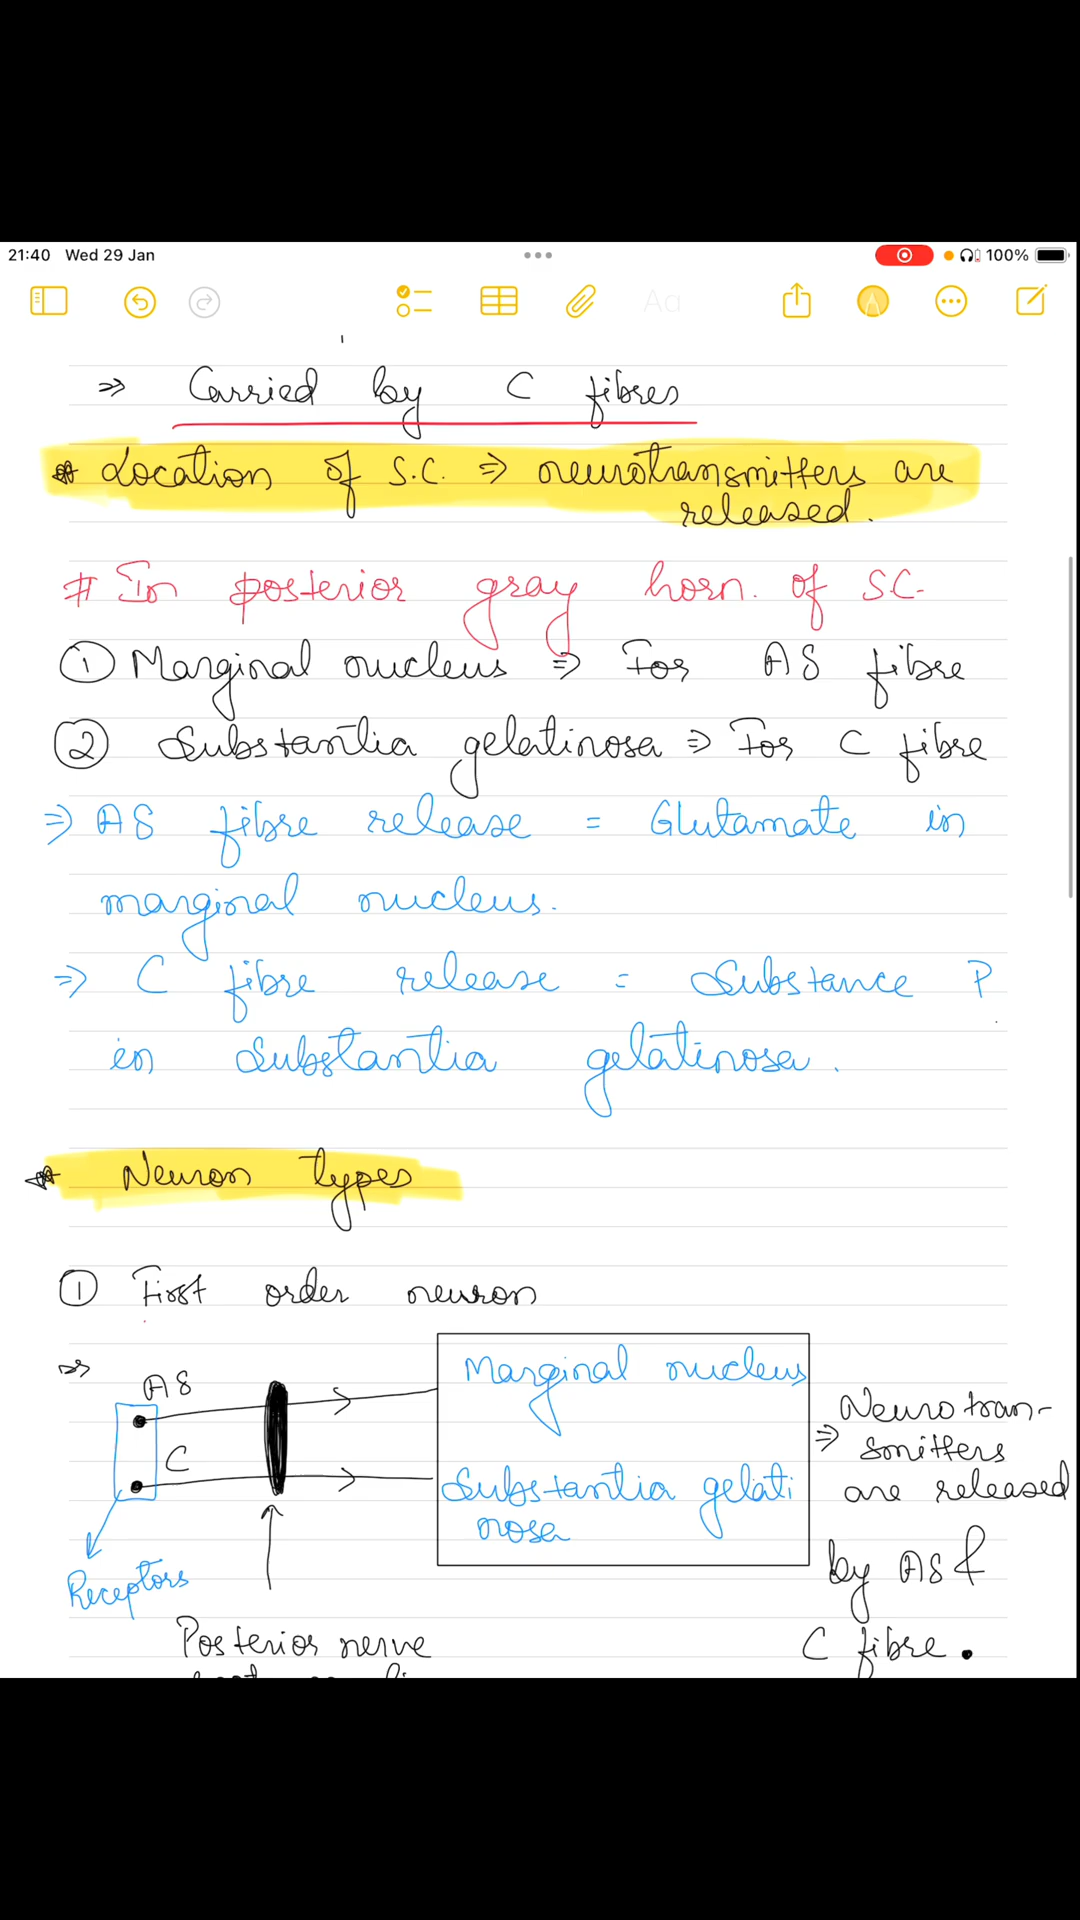 21:40 Wed 29 Jan
100%
Aa
⇒ Carried by C fibres
* Location of S.C. ⇒ neurotransmitters are
released.
# In posterior gray horn. of SC.
① Marginal nucleus ⇒ For Aδ fibre
② Substantia gelatinosa ⇒ For C fibre
⇒ Aδ fibre release = Glutamate in
marginal nucleus.
⇒ C fibre release = Substance P
in Substantia gelatinosa.
* Neuron types
① First order neuron
⇒
Aδ
C
Receptors
Posterior nerve
Marginal nucleus
Substantia gelati
nosa
⇒ Neurotran-
smitters
are released
by Aδ &
C fibre.